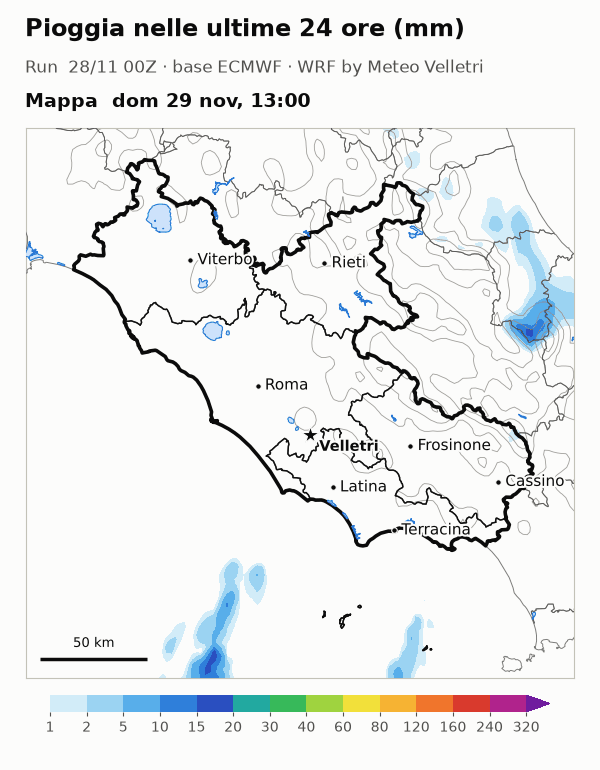 Pioggia nelle ultime 24 ore (mm)
Run  28/11 00Z · base ECMWF · WRF by Meteo Velletri
Mappa  dom 29 nov, 13:00
Viterbo
Rieti
Roma
Velletri
Frosinone
Cassino
Latina
Terracina
50 km
1 2 5 10 15 20 30 40 60 80 120 160 240 320